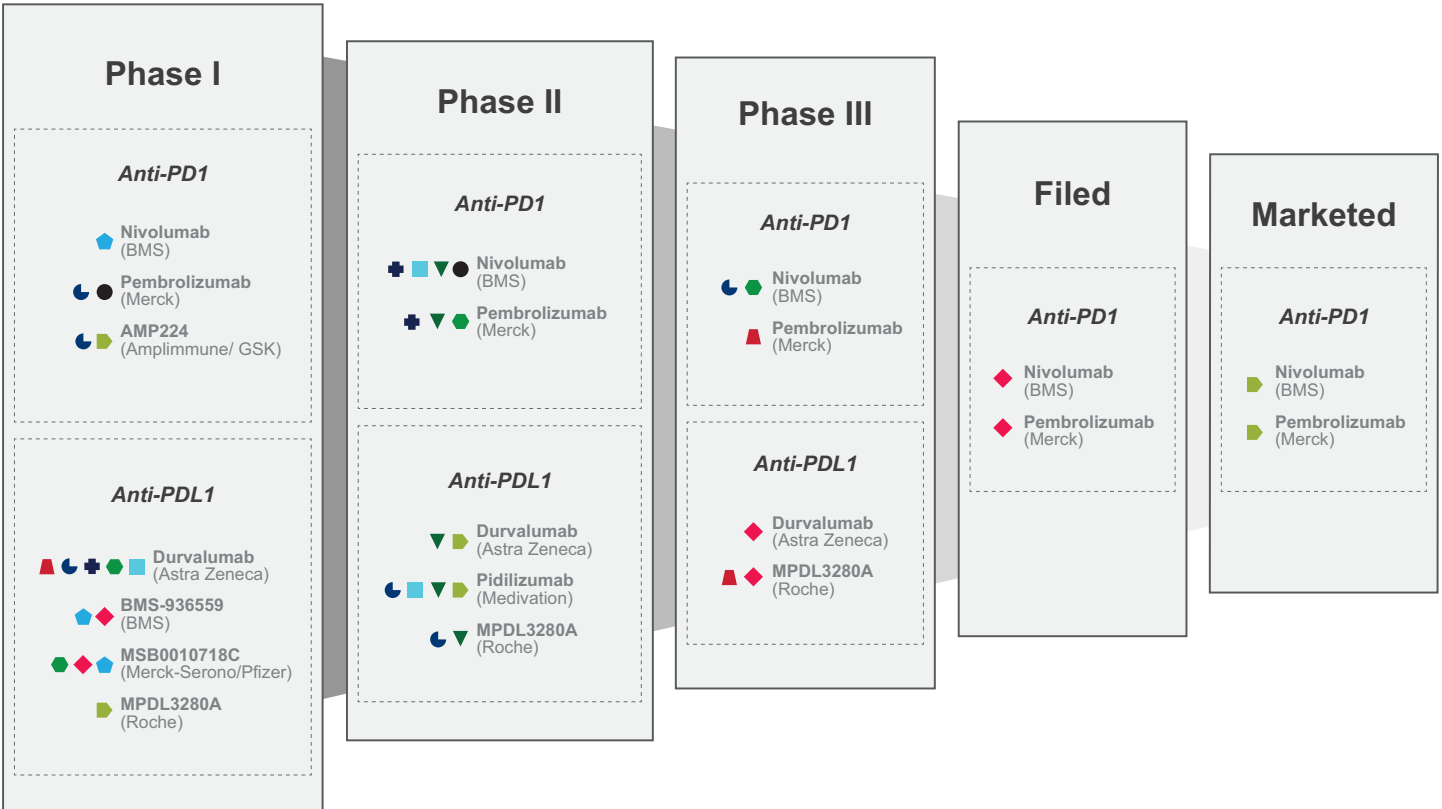 Phase I
Anti-PD1
Nivolumab
(BMS)
Pembrolizumab
(Merck)
AMP224
(Amplimmune/ GSK)
Anti-PDL1
Durvalumab
(Astra Zeneca)
BMS-936559
(BMS)
MSB0010718C
(Merck-Serono/Pfizer)
MPDL3280A
(Roche)
Phase II
Anti-PD1
Nivolumab
(BMS)
Pembrolizumab
(Merck)
Anti-PDL1
Durvalumab
(Astra Zeneca)
Pidilizumab
(Medivation)
MPDL3280A
(Roche)
Phase III
Anti-PD1
Nivolumab
(BMS)
Pembrolizumab
(Merck)
Anti-PDL1
Durvalumab
(Astra Zeneca)
MPDL3280A
(Roche)
Filed
Anti-PD1
Nivolumab
(BMS)
Pembrolizumab
(Merck)
Marketed
Anti-PD1
Nivolumab
(BMS)
Pembrolizumab
(Merck)